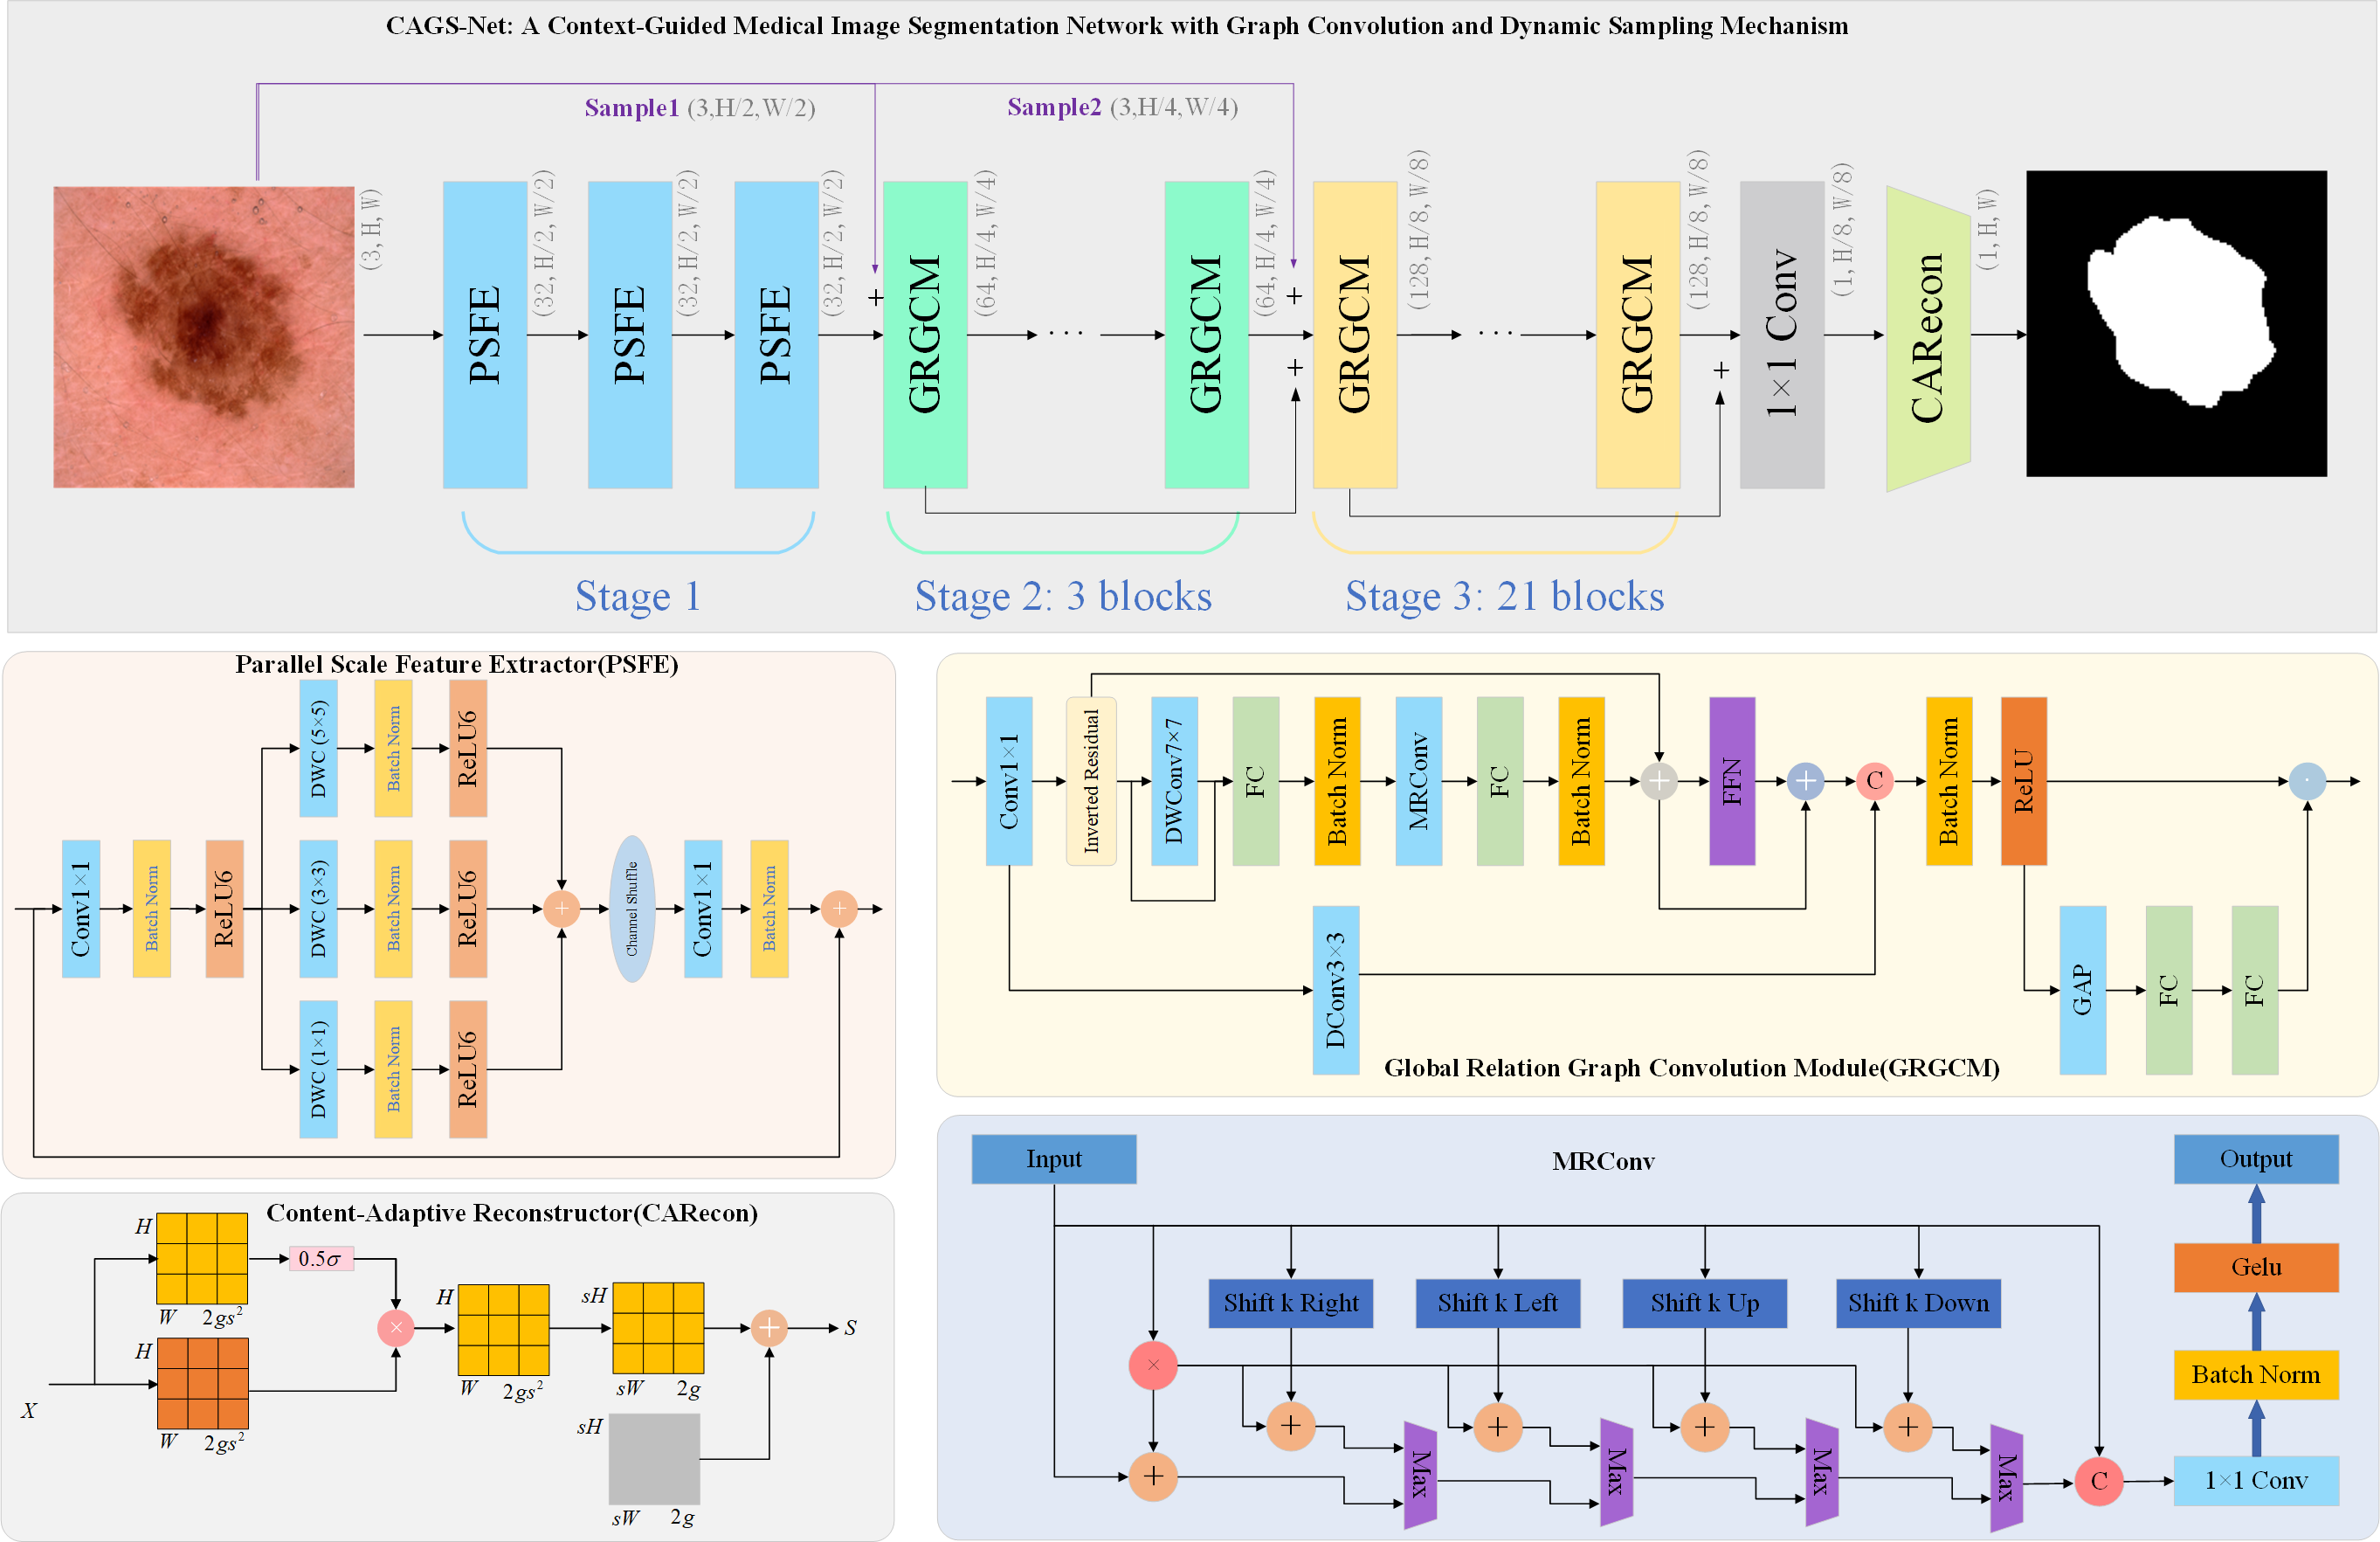 CAGS-Net: A Context-Guided Medical Image Segmentation Network with Graph Convolution and Dynamic Sampling Mechanism
Sample1 (3,H/2,W/2)
Sample2 (3,H/4,W/4)
(3,H,W)
PSFE
(32,H/2,W/2)
PSFE
(32,H/2,W/2)
PSFE
(32,H/2,W/2)
+
GRGCM
(64,H/4,W/4)
···
GRGCM
(64,H/4,W/4)
+
+
GRGCM
(128,H/8,W/8)
···
GRGCM
(128,H/8,W/8)
+
1×1 Conv
(1,H/8,W/8)
CARecon
(1,H,W)
Stage 1
Stage 2: 3 blocks
Stage 3: 21 blocks
Parallel Scale Feature Extractor(PSFE)
Conv1×1
Batch Norm
ReLU6
DWC (5×5)
Batch Norm
ReLU6
DWC (3×3)
Batch Norm
ReLU6
DWC (1×1)
Batch Norm
ReLU6
+
Channel Shuffle
Conv1×1
Batch Norm
+
Conv1×1
Inverted Residual
DWConv7×7
FC
Batch Norm
MRConv
FC
Batch Norm
+
FFN
+
C
Batch Norm
ReLU
·
DConv3×3
GAP
FC
FC
Global Relation Graph Convolution Module(GRGCM)
Content-Adaptive Reconstructor(CARecon)
X
H
W 2gs²
0.5σ
H
W 2gs²
×
H
W 2gs²
sH
sW 2g
sH
sW 2g
+
S
MRConv
Input
Shift k Right
Shift k Left
Shift k Up
Shift k Down
×
+
+
+
+
+
Max
Max
Max
Max
C
Output
Gelu
Batch Norm
1×1 Conv